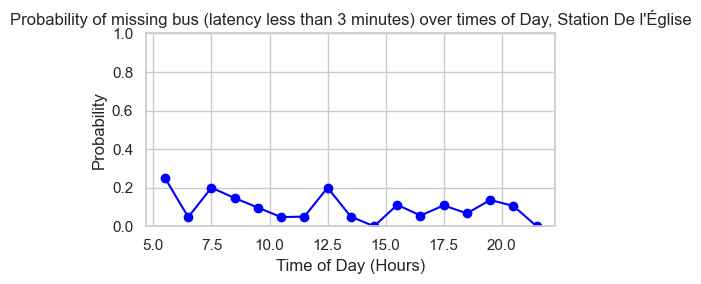 Probability of missing bus (latency less than 3 minutes) over times of Day, Station De l'Église
1.0
0.8
0.6
0.4
0.2
0.0
Probability
5.0 7.5 10.0 12.5 15.0 17.5 20.0
Time of Day (Hours)